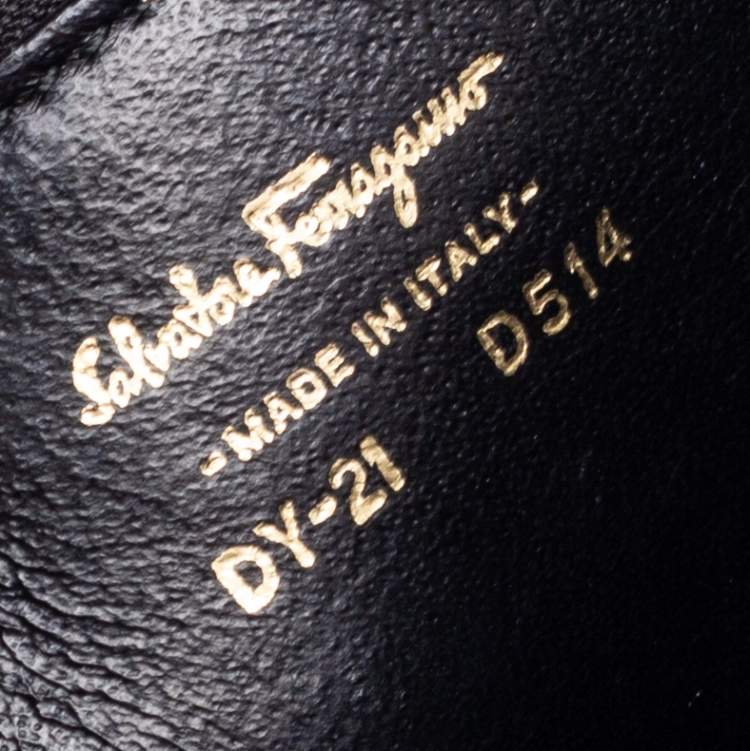 Salvatore Ferragamo
-MADE IN ITALY-
D514
DY-21